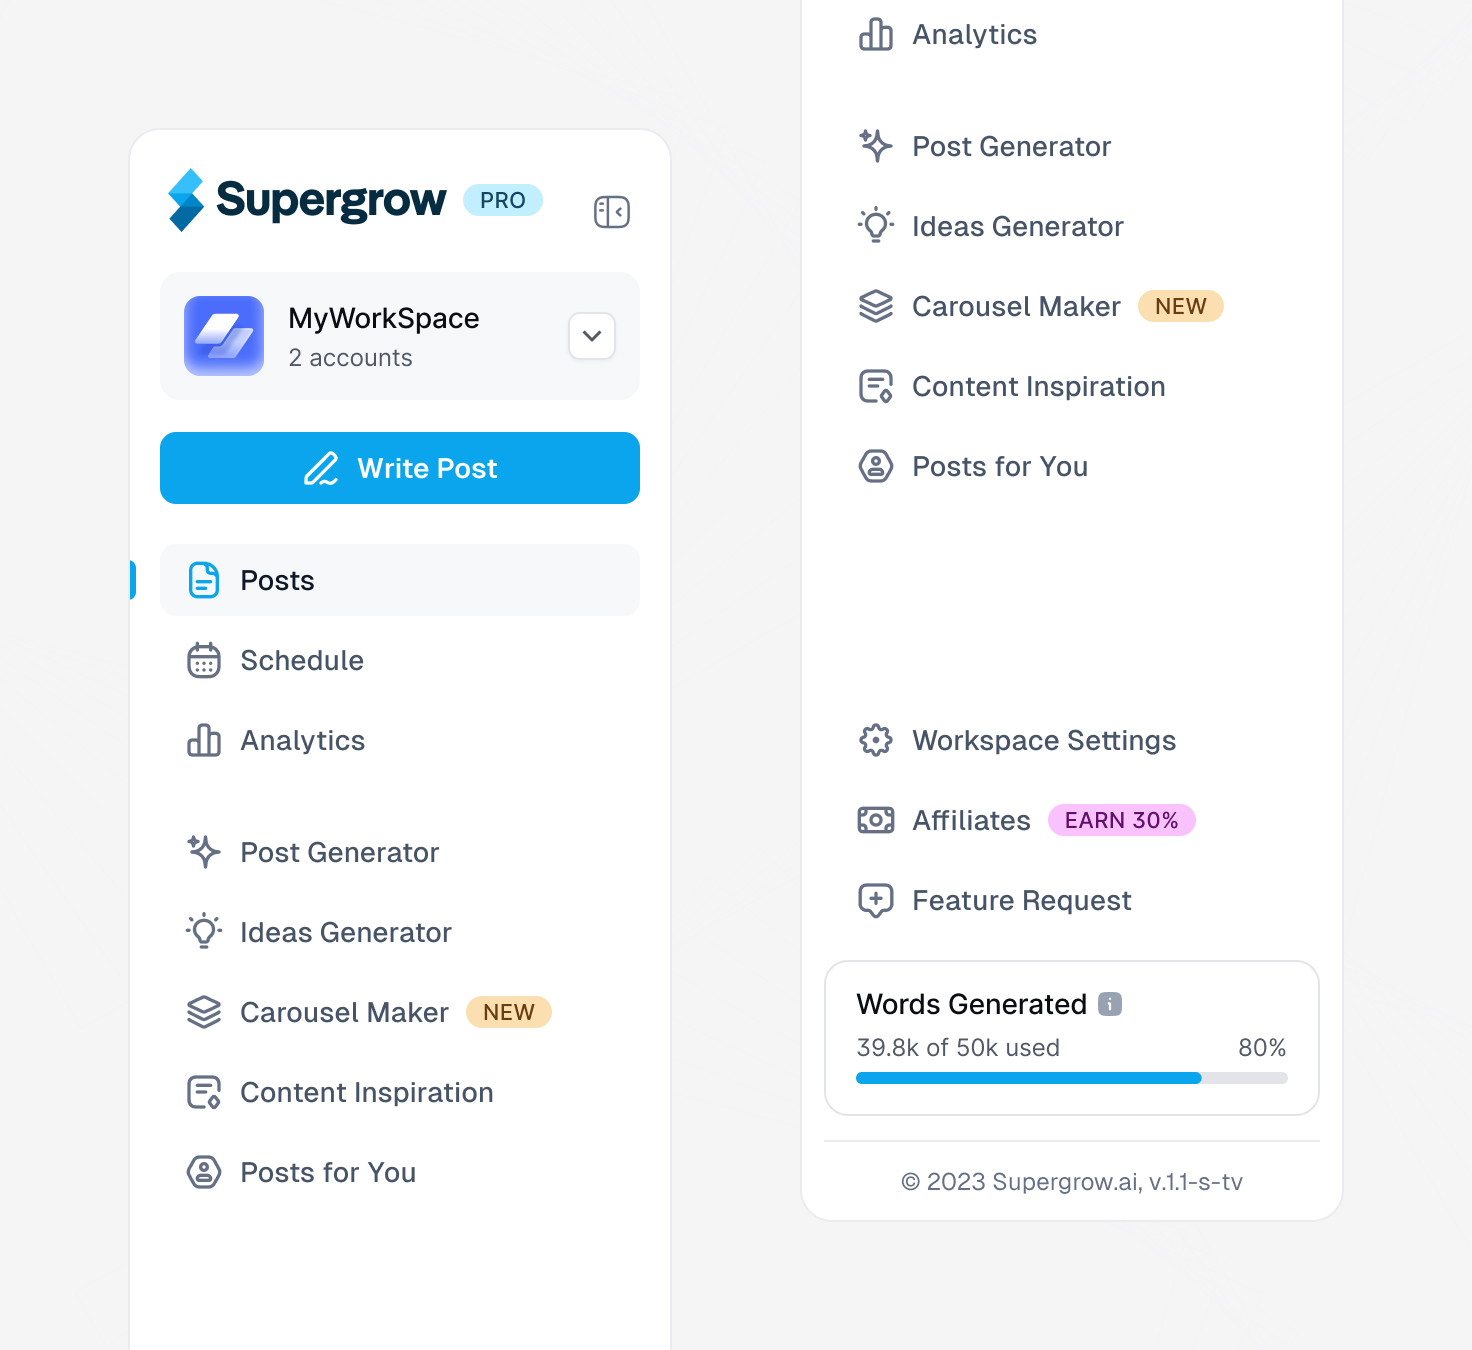 Supergrow PRO
MyWorkSpace
2 accounts
Write Post
Posts
Schedule
Analytics
Post Generator
Ideas Generator
Carousel Maker NEW
Content Inspiration
Posts for You
Analytics
Post Generator
Ideas Generator
Carousel Maker NEW
Content Inspiration
Posts for You
Workspace Settings
Affiliates EARN 30%
Feature Request
Words Generated i
39.8k of 50k used 80%
© 2023 Supergrow.ai, v.1.1-s-tv